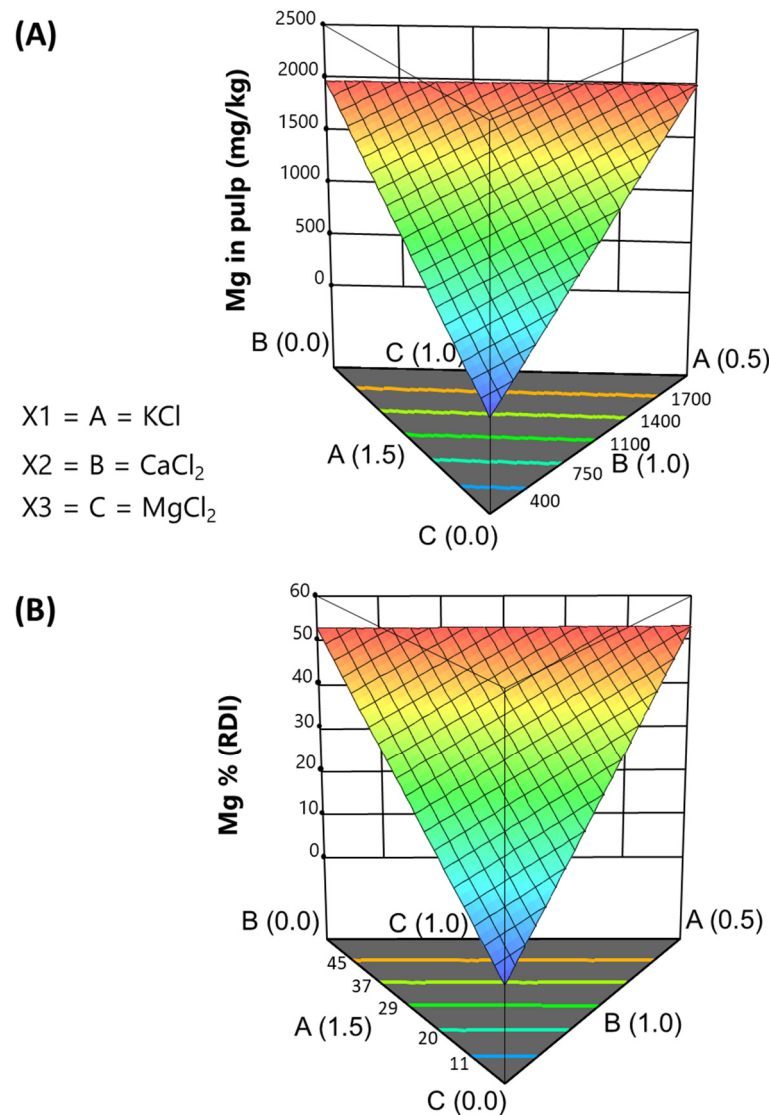 (A)
Mg in pulp (mg/kg)
2500
2000
1500
1000
500
0
B (0.0)
C (1.0)
A (0.5)
1700
1400
1100
750
400
A (1.5)
B (1.0)
C (0.0)
X1 = A = KCl
X2 = B = CaCl₂
X3 = C = MgCl₂
(B)
Mg % (RDI)
60
50
40
30
20
10
0
B (0.0)
C (1.0)
A (0.5)
45
37
29
20
11
A (1.5)
B (1.0)
C (0.0)